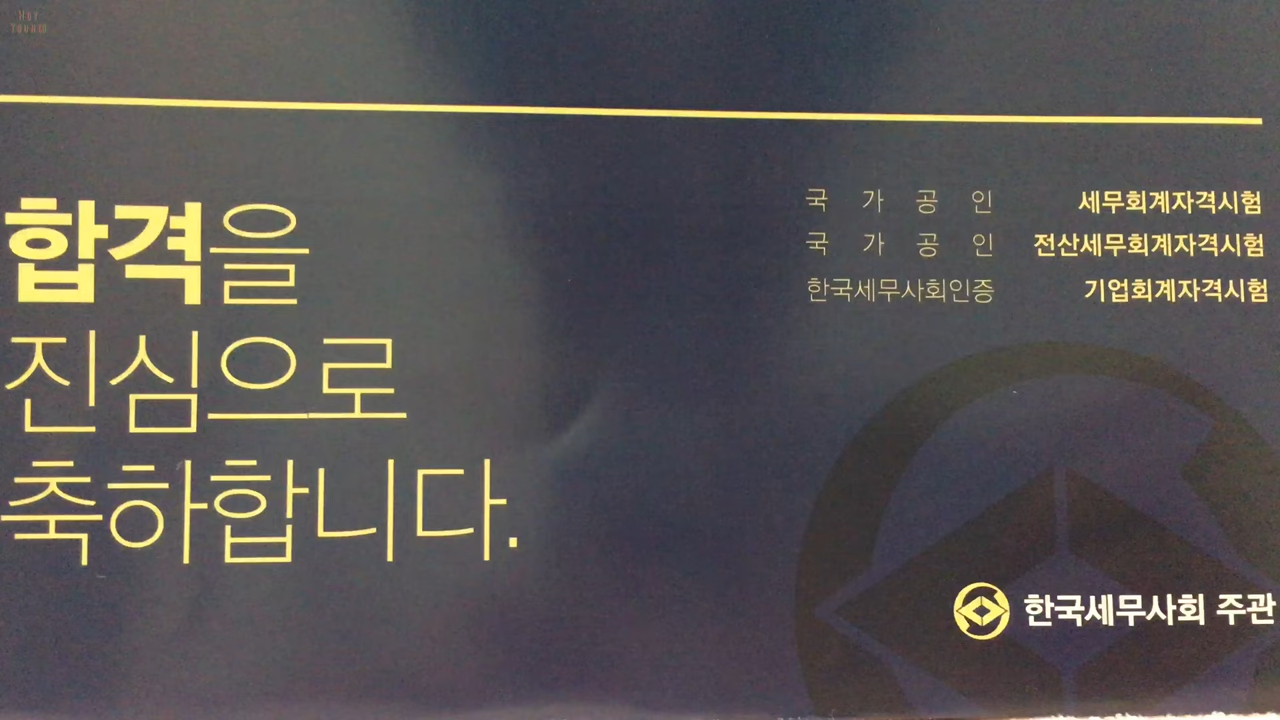 합격을
진심으로
축하합니다.
국가공인 세무회계자격시험
국가공인 전산세무회계자격시험
한국세무사회인증 기업회계자격시험
한국세무사회 주관